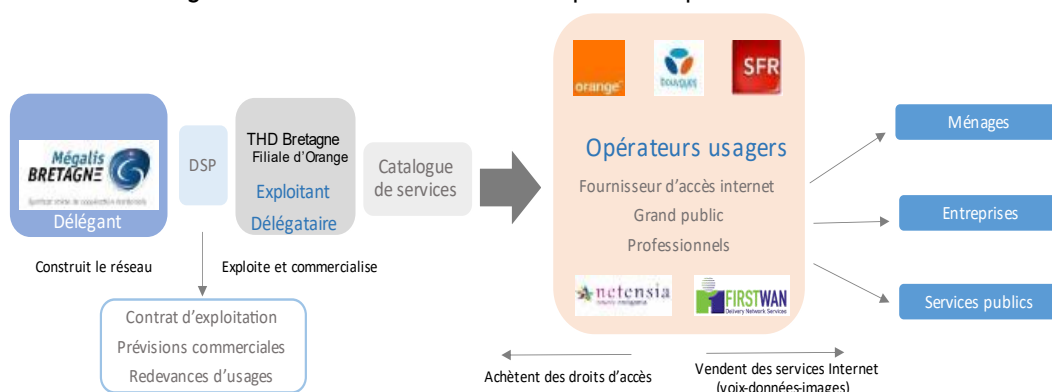 orange
bouygues
SFR
Mégalis
BRETAGNE
Délégant
DSP
THD Bretagne
Filiale d'Orange
Exploitant
Délégataire
Catalogue
de services
Opérateurs usagers
Fournisseur d'accès internet
Grand public
Professionnels
netensia
FIRSTWAN
Delivery Network Services
Ménages
Entreprises
Services publics
Construit le réseau
Exploite et commercialise
Contrat d'exploitation
Prévisions commerciales
Redevances d'usages
Achètent des droits d'accès
Vendent des services Internet
(voix-données-images)